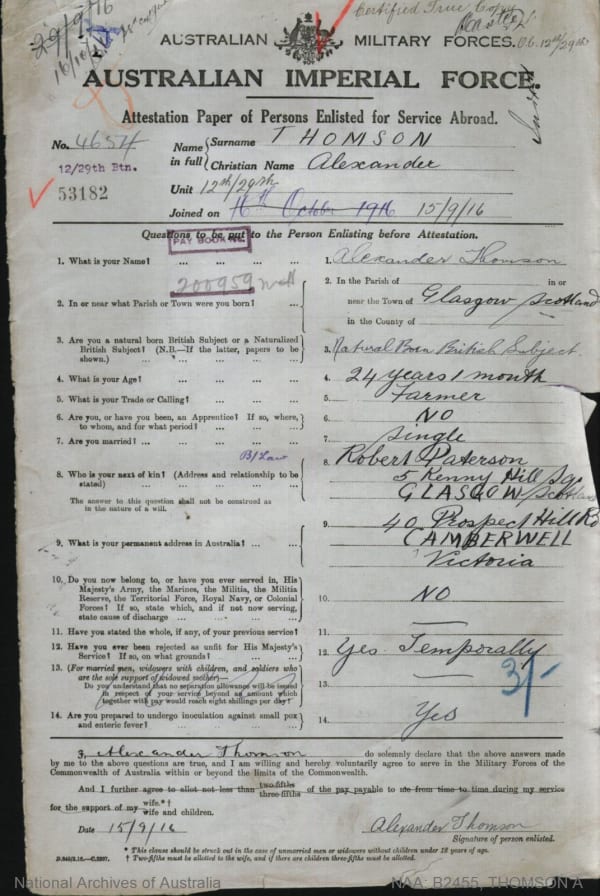 29/9/16
Certified True Copy
AUSTRALIAN MILITARY FORCES.
O.C. 12th/29th
AUSTRALIAN IMPERIAL FORCE.
Attestation Paper of Persons Enlisted for Service Abroad.
No. 4654
Name in full { Surname THOMSON
Christian Name Alexander
12/29th Btn.
Unit 12th/29th
53182
Joined on 16th October 1916 15/9/16
Questions to be put to the Person Enlisting before Attestation.
PAY BOOK No.
200959
1. What is your Name? ... ... ... ... 1. Alexander Thomson
2. In or near what Parish or Town were you born? ... 2. In the Parish of in or
near the Town of Glasgow Scotland
in the County of
3. Are you a natural born British Subject or a Naturalized
British Subject? (N.B.—If the latter, papers to be
shown.) ... ... ... ... 3. Natural Born British Subject
4. What is your Age? ... ... ... ... 4. 24 years 1 month
5. What is your Trade or Calling? ... ... ... 5. Farmer
6. Are you, or have you been, an Apprentice? If so, where,
to whom, and for what period? ... ... ... 6. NO
7. Are you married? ... ... ... ... 7. Single
B/Law
8. Who is your next of kin? (Address and relationship to be
stated) ... ... ... ... 8. Robert Paterson
5 Kenny Hill Sq.
GLASGOW Scotland
The answer to this question shall not be construed as
in the nature of a will.
9. What is your permanent address in Australia? ... ... 9. 40 Prospect Hill Rd
CAMBERWELL
Victoria
10. Do you now belong to, or have you ever served in, His
Majesty's Army, the Marines, the Militia, the Militia
Reserve, the Territorial Force, Royal Navy, or Colonial
Forces? If so, state which, and if not now serving,
state cause of discharge ... ... ... 10. NO
11. Have you stated the whole, if any, of your previous service? 11. —
12. Have you ever been rejected as unfit for His Majesty's
Service? If so, on what grounds? ... ... 12. Yes Temporally
13. (For married men, widowers with children, and soldiers who
are the sole support of widowed mother)—
Do you understand that no separation allowance will be issued
in respect of your service beyond an amount which
together with pay would reach eight shillings per day? 13. —
3/-
14. Are you prepared to undergo inoculation against small pox
and enteric fever? ... ... ... ... 14. Yes
I, Alexander Thomson do solemnly declare that the above answers made
by me to the above questions are true, and I am willing and hereby voluntarily agree to serve in the Military Forces of the
Commonwealth of Australia within or beyond the limits of the Commonwealth.
And I further agree to allot not less than two-fifths three-fifths of the pay payable to me from time to time during my service
for the support of my wife.*†
wife and children.
Date 15/9/16
Alexander Thomson
Signature of person enlisted.
* This clause should be struck out in the case of unmarried men or widowers without children under 18 years of age.
† Two-fifths must be allotted to the wife, and if there are children three-fifths must be allotted.
National Archives of Australia
NAA: B2455, THOMSON A